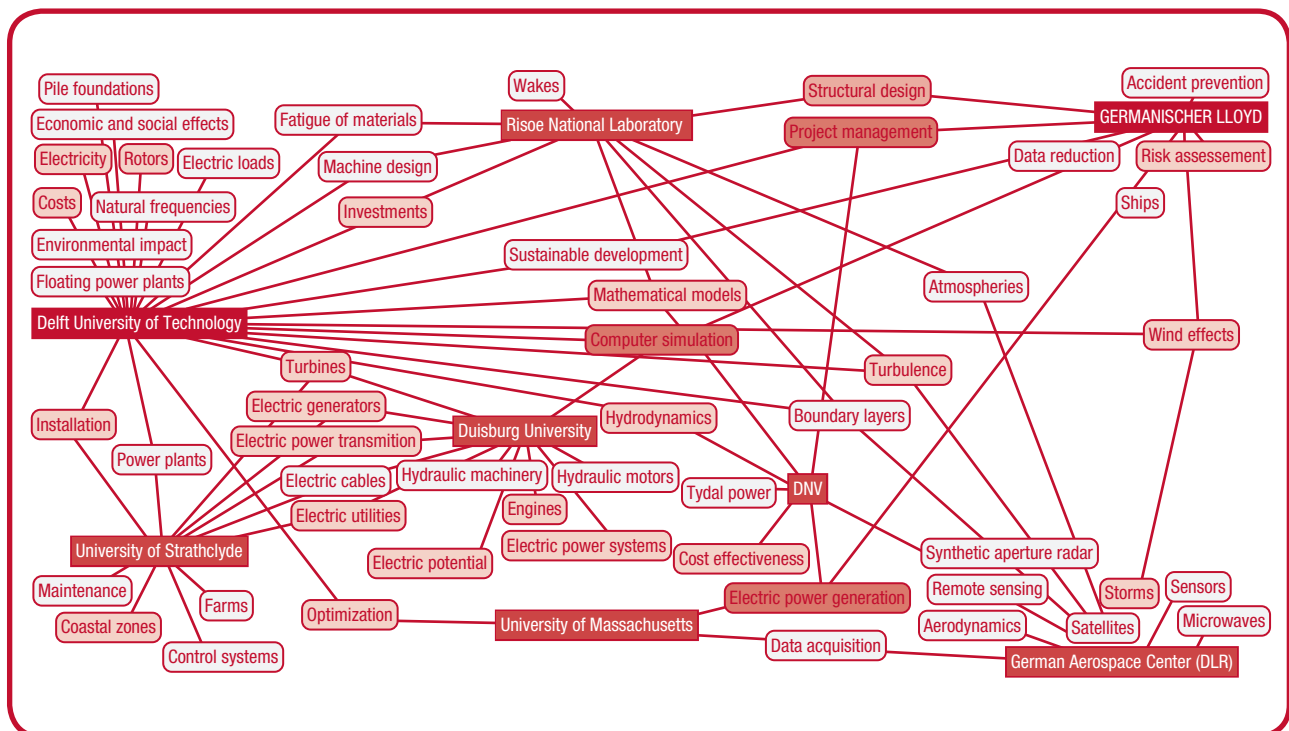 Pile foundations
Economic and social effects
Electricity
Rotors
Electric loads
Costs
Natural frequencies
Environmental impact
Floating power plants
Delft University of Technology
Fatigue of materials
Machine design
Investments
Wakes
Risoe National Laboratory
Structural design
Project management
Accident prevention
GERMANISCHER LLOYD
Data reduction
Risk assessement
Ships
Sustainable development
Mathematical models
Computer simulation
Atmospheries
Wind effects
Turbulence
Turbines
Electric generators
Electric power transmition
Installation
Power plants
Duisburg University
Hydrodynamics
Boundary layers
Electric cables
Hydraulic machinery
Hydraulic motors
Electric utilities
Engines
Tydal power
DNV
University of Strathclyde
Electric potential
Electric power systems
Cost effectiveness
Synthetic aperture radar
Maintenance
Farms
Coastal zones
Control systems
Optimization
University of Massachusetts
Electric power generation
Data acquisition
Remote sensing
Aerodynamics
Satellites
Storms
Sensors
Microwaves
German Aerospace Center (DLR)